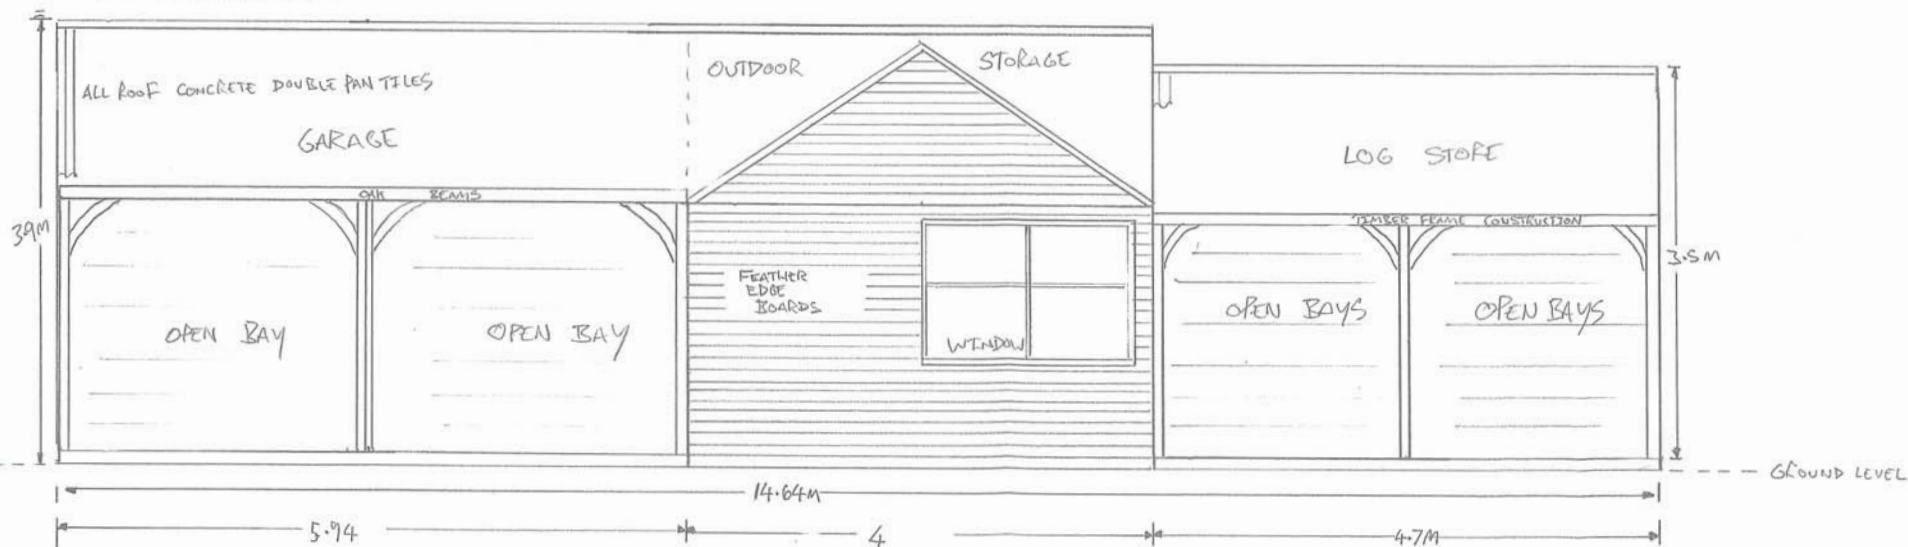 OUTDOOR STORAGE
ALL ROOF CONCRETE DOUBLE PAN TILES
GARAGE
LOG STORE
OAK BEAMS
TIMBER FRAME CONSTRUCTION
39M
3.5M
FEATHER
EDGE
BOARDS
OPEN BAY
OPEN BAY
WINDOW
OPEN BAYS
OPEN BAYS
GROUND LEVEL
14.64M
5.94
4
4.7M